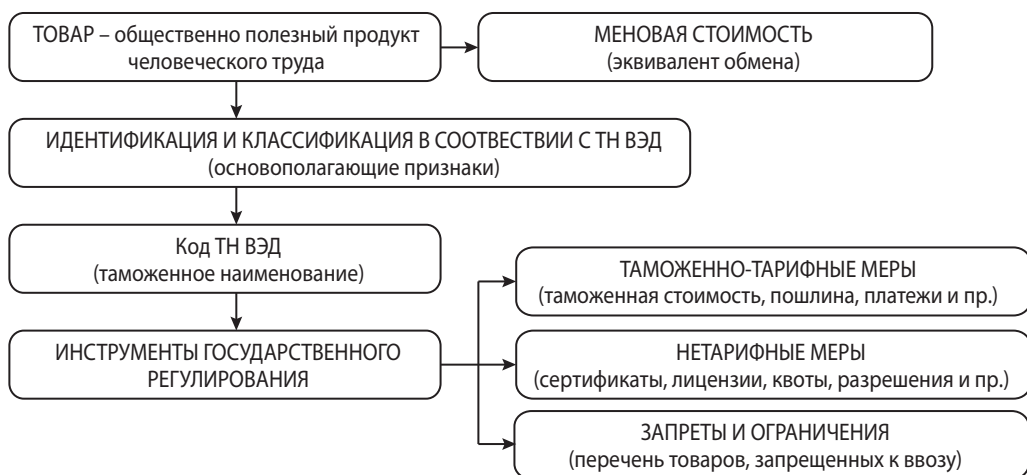 ТОВАР – общественно полезный продукт
человеческого труда
МЕНОВАЯ СТОИМОСТЬ
(эквивалент обмена)
ИДЕНТИФИКАЦИЯ И КЛАССИФИКАЦИЯ В СООТВЕСТВИИ С ТН ВЭД
(основополагающие признаки)
Код ТН ВЭД
(таможенное наименование)
ИНСТРУМЕНТЫ ГОСУДАРСТВЕННОГО
РЕГУЛИРОВАНИЯ
ТАМОЖЕННО-ТАРИФНЫЕ МЕРЫ
(таможенная стоимость, пошлина, платежи и пр.)
НЕТАРИФНЫЕ МЕРЫ
(сертификаты, лицензии, квоты, разрешения и пр.)
ЗАПРЕТЫ И ОГРАНИЧЕНИЯ
(перечень товаров, запрещенных к ввозу)